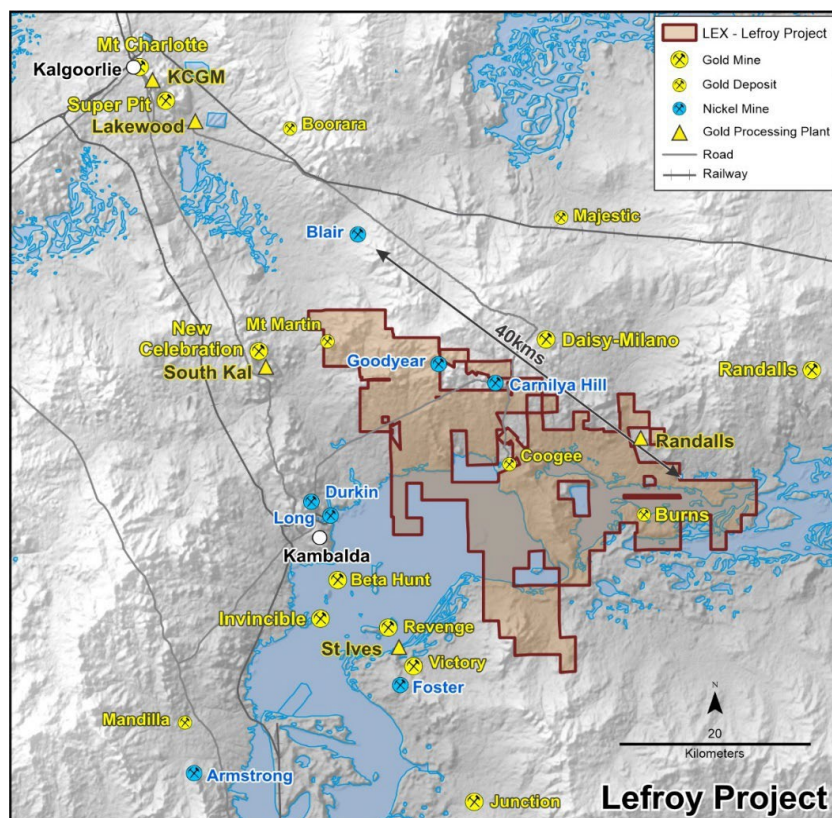 LEX - Lefroy Project
Gold Mine
Gold Deposit
Nickel Mine
Gold Processing Plant
Road
Railway
Mt Charlotte
Kalgoorlie
KCGM
Super Pit
Lakewood
Boorara
Majestic
Blair
40kms
New
Celebration
Mt Martin
South Kal
Goodyear
Daisy-Milano
Carnilya Hill
Randalls
Randalls
Coogee
Durkin
Long
Burns
Kambalda
Beta Hunt
Invincible
Revenge
St Ives
Victory
Foster
Mandilla
Armstrong
Junction
N
20
Kilometers
Lefroy Project